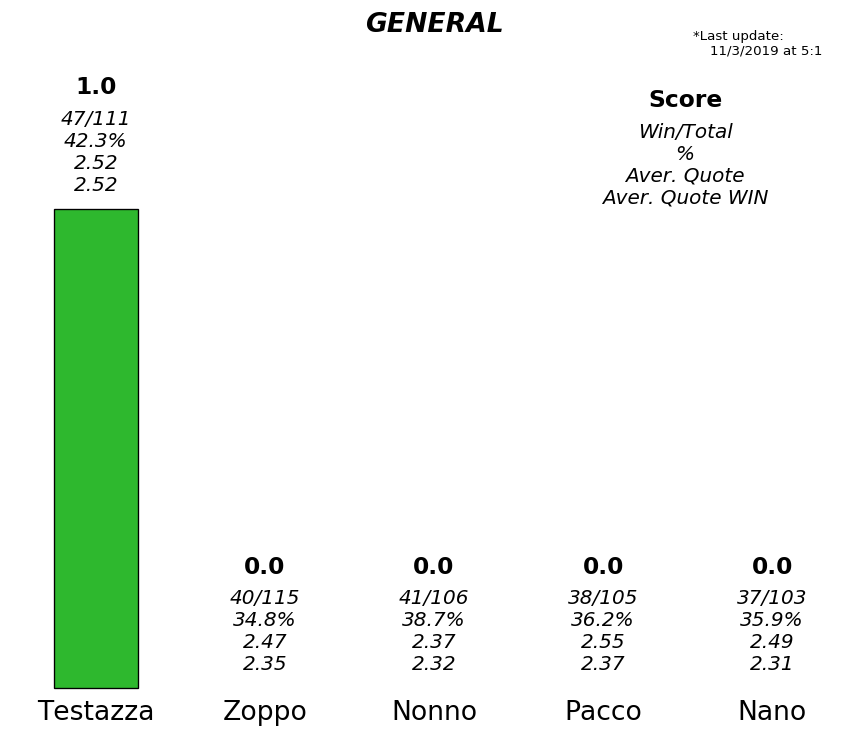 GENERAL
*Last update:
11/3/2019 at 5:1
1.0
47/111
42.3%
2.52
2.52
Score
Win/Total
%
Aver. Quote
Aver. Quote WIN
0.0
40/115
34.8%
2.47
2.35
0.0
41/106
38.7%
2.37
2.32
0.0
38/105
36.2%
2.55
2.37
0.0
37/103
35.9%
2.49
2.31
Testazza
Zoppo
Nonno
Pacco
Nano